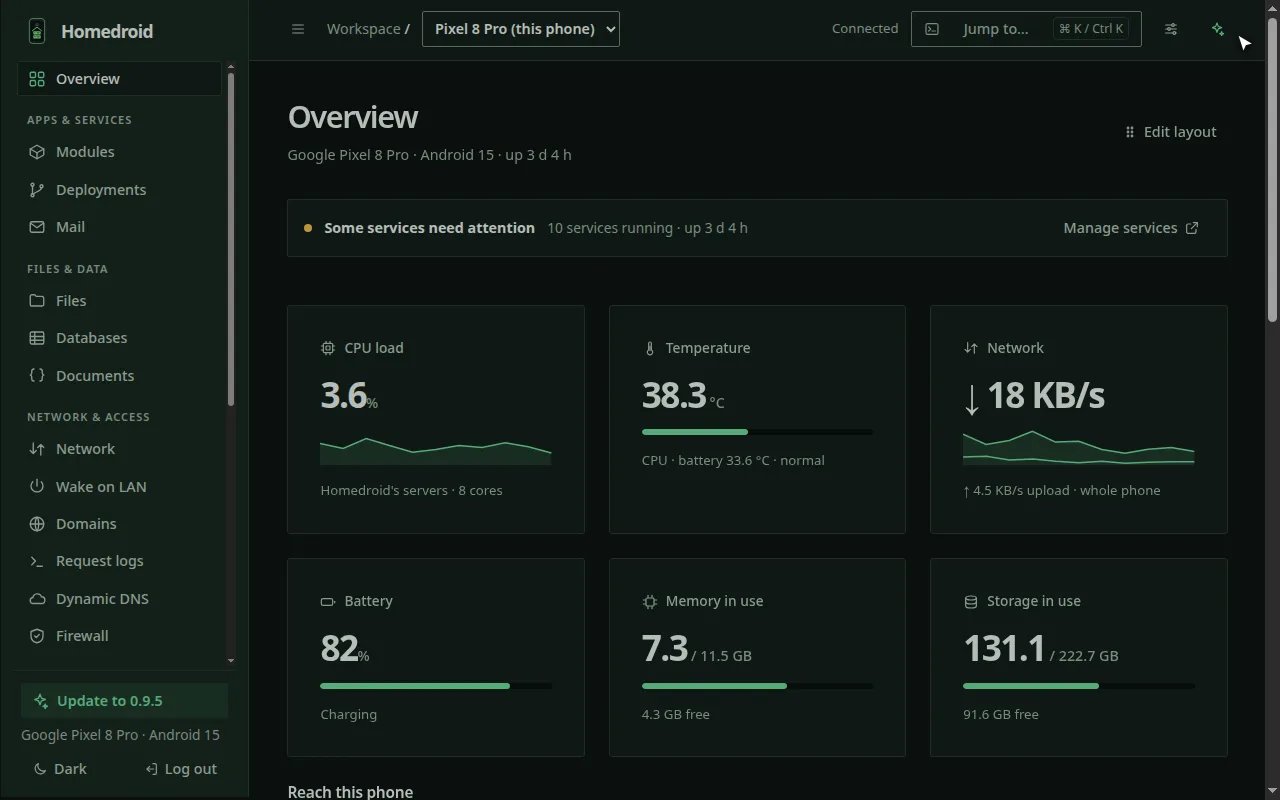 Homedroid
Workspace /
Pixel 8 Pro (this phone)
Connected
Jump to...
⌘ K / Ctrl K
Overview
APPS & SERVICES
Modules
Deployments
Mail
FILES & DATA
Files
Databases
Documents
NETWORK & ACCESS
Network
Wake on LAN
Domains
Request logs
Dynamic DNS
Firewall
Update to 0.9.5
Google Pixel 8 Pro · Android 15
Dark
Log out
Overview
Google Pixel 8 Pro · Android 15 · up 3 d 4 h
Edit layout
Some services need attention 10 services running · up 3 d 4 h
Manage services
CPU load
3.6%
Homedroid's servers · 8 cores
Temperature
38.3 °C
CPU · battery 33.6 °C · normal
Network
↓ 18 KB/s
↑ 4.5 KB/s upload · whole phone
Battery
82%
Charging
Memory in use
7.3 / 11.5 GB
4.3 GB free
Storage in use
131.1 / 222.7 GB
91.6 GB free
Reach this phone